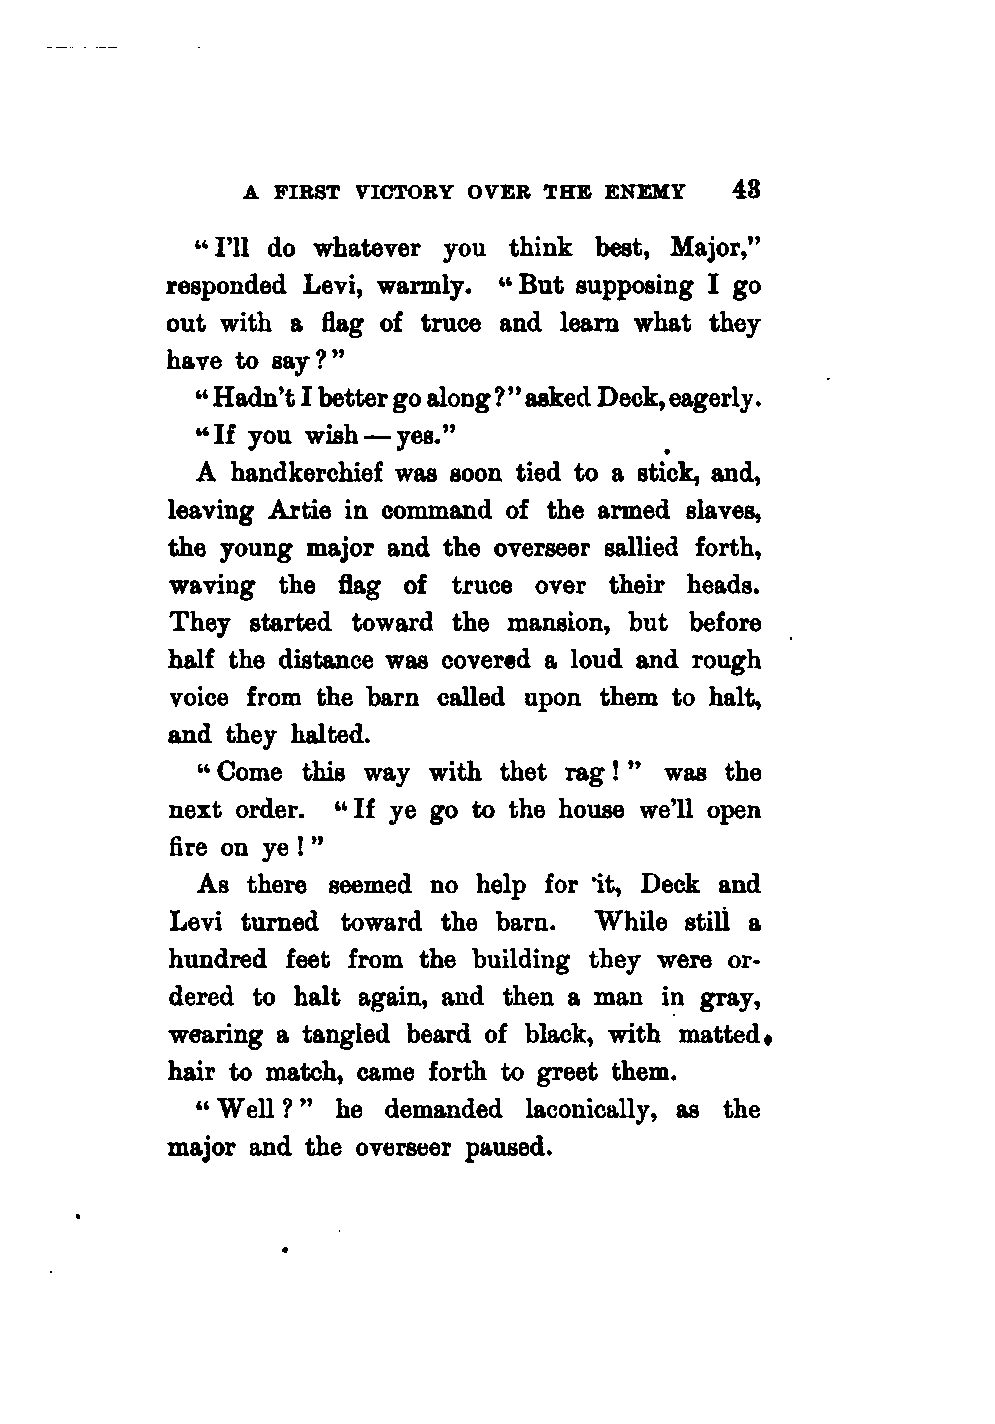 A FIRST VICTORY OVER THE ENEMY 43
"I'll do whatever you think best, Major,"
responded Levi, warmly. "But supposing I go
out with a flag of truce and learn what they
have to say?"
"Hadn't I better go along?" asked Deck, eagerly.
"If you wish — yes."
A handkerchief was soon tied to a stick, and,
leaving Artie in command of the armed slaves,
the young major and the overseer sallied forth,
waving the flag of truce over their heads.
They started toward the mansion, but before
half the distance was covered a loud and rough
voice from the barn called upon them to halt,
and they halted.
"Come this way with thet rag!" was the
next order. "If ye go to the house we'll open
fire on ye!"
As there seemed no help for it, Deck and
Levi turned toward the barn. While still a
hundred feet from the building they were or-
dered to halt again, and then a man in gray,
wearing a tangled beard of black, with matted
hair to match, came forth to greet them.
"Well?" he demanded laconically, as the
major and the overseer paused.